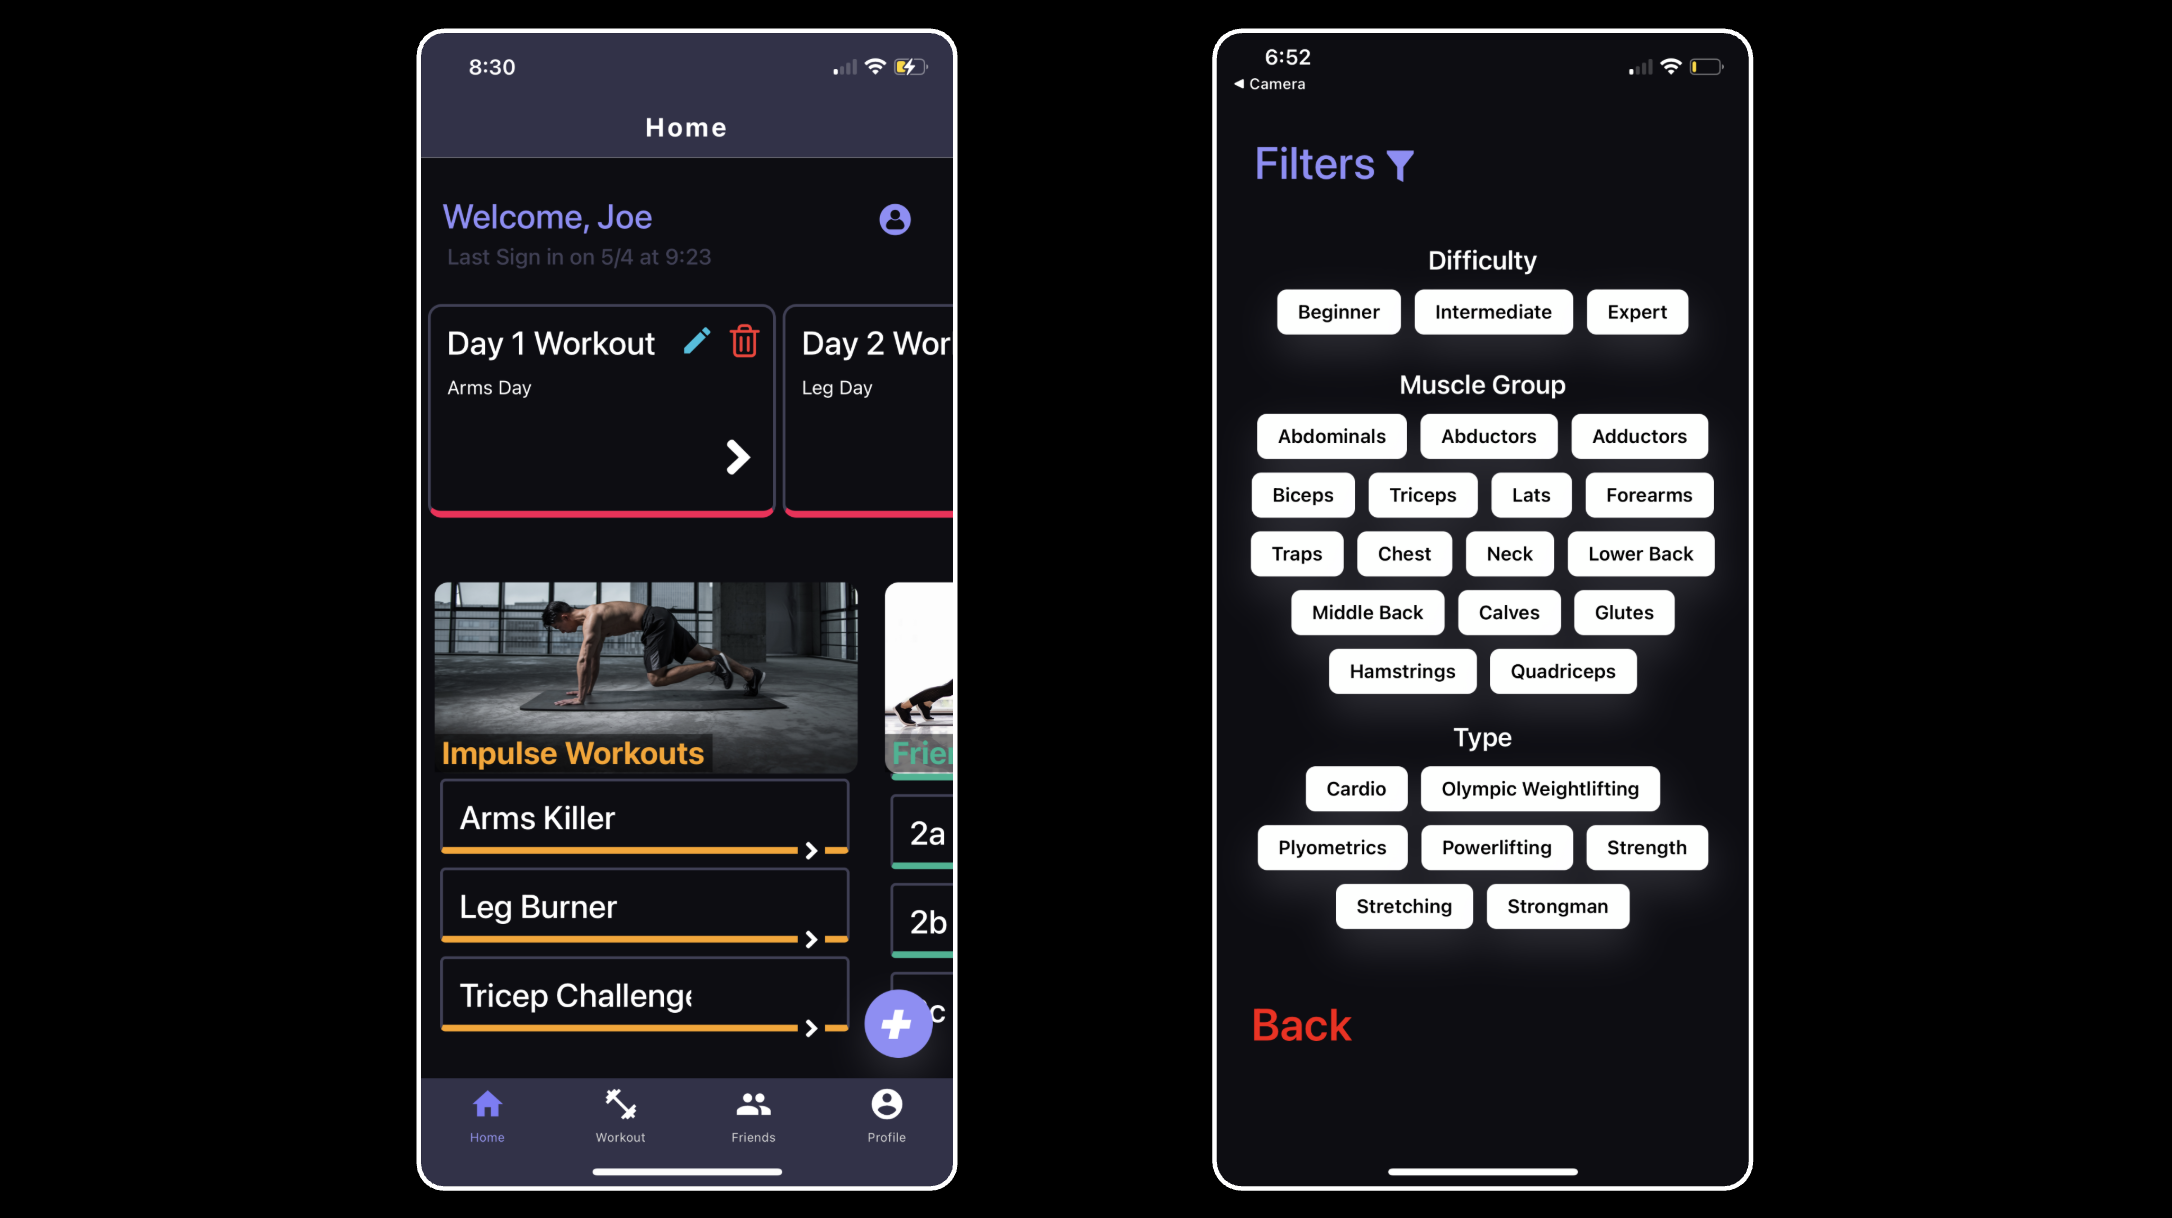 8:30
Home
Welcome, Joe
Last Sign in on 5/4 at 9:23
Day 1 Workout
Arms Day
Day 2 Wor
Leg Day
Impulse Workouts
Frie
Arms Killer
Leg Burner
Tricep Challenge
2a
2b
c
Home Workout Friends Profile
6:52
◀ Camera
Filters
Difficulty
Beginner Intermediate Expert
Muscle Group
Abdominals Abductors Adductors
Biceps Triceps Lats Forearms
Traps Chest Neck Lower Back
Middle Back Calves Glutes
Hamstrings Quadriceps
Type
Cardio Olympic Weightlifting
Plyometrics Powerlifting Strength
Stretching Strongman
Back